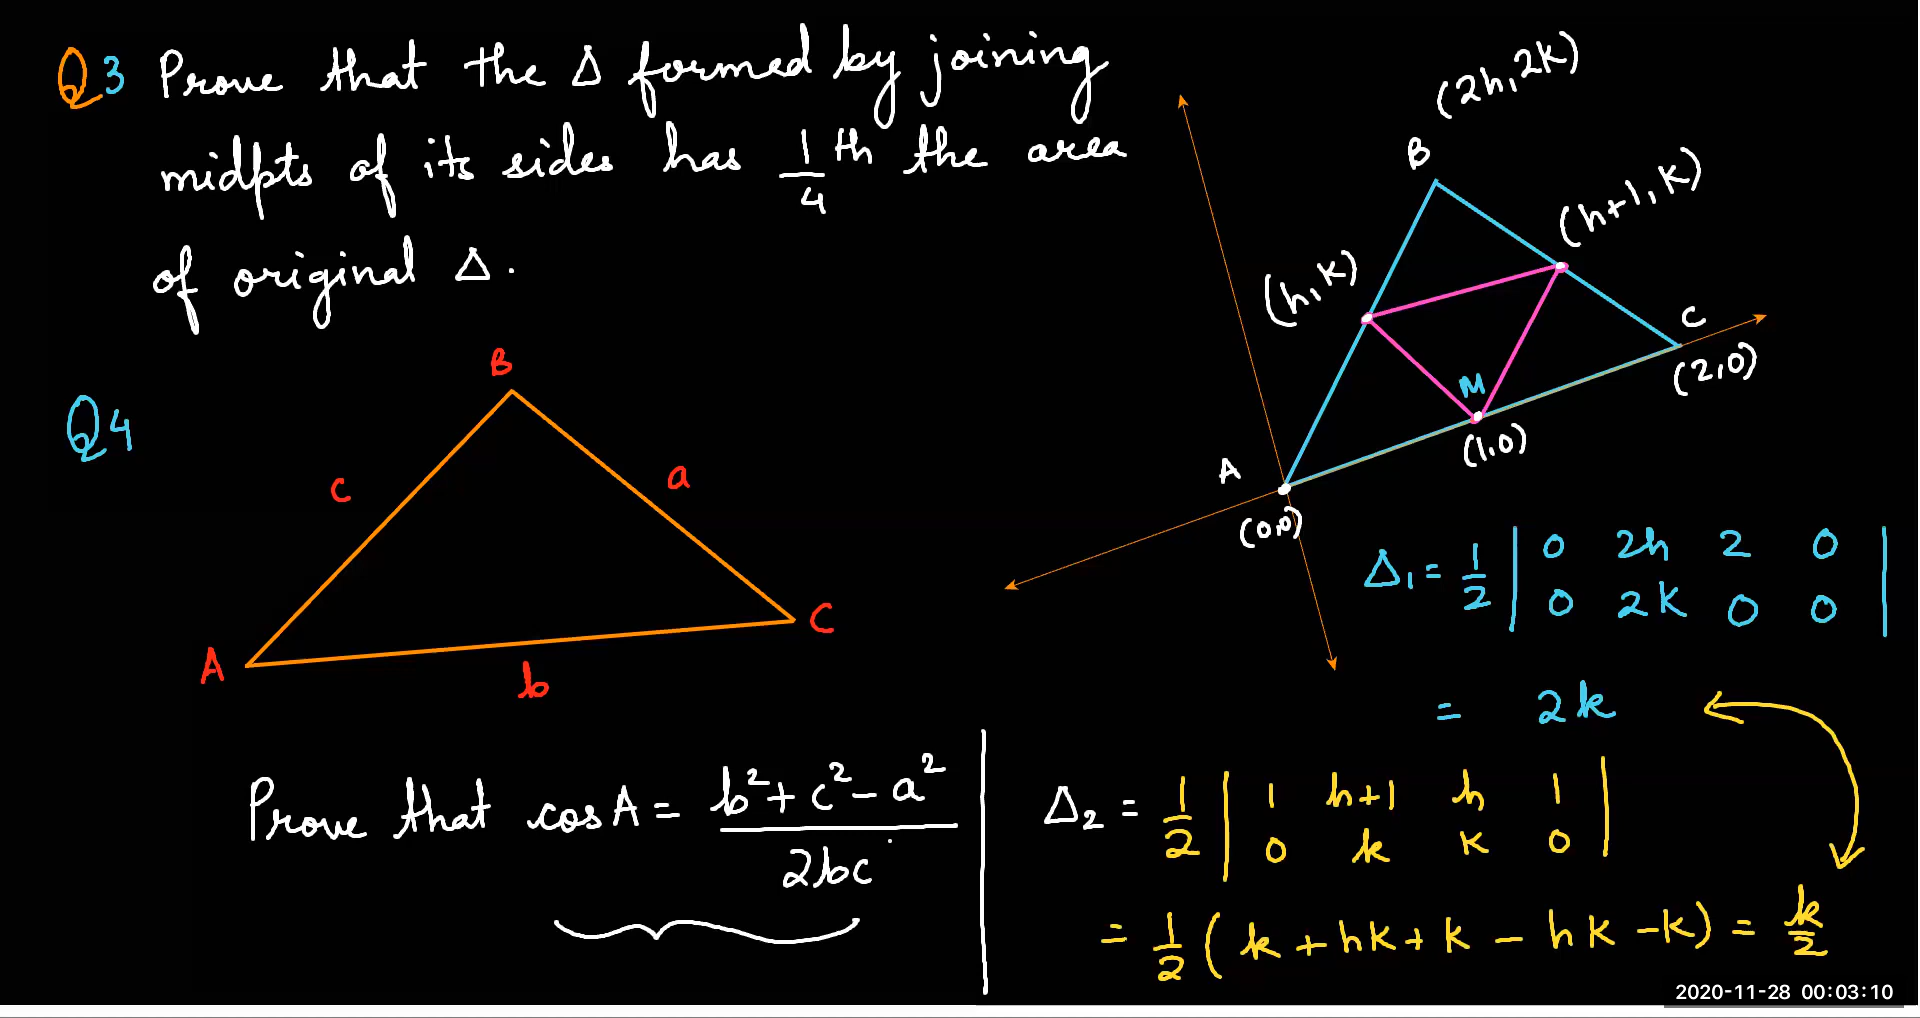 Q3 Prove that the Δ formed by joining
midpts of its sides has 1/4 th the area
of original Δ.
B
(2h,2k)
(h+1,k)
(h,k)
C
(2,0)
M
(1,0)
A
(0,0)
Q4
B
c
a
A
C
b
Prove that cosA = b²+c²-a² / 2bc
Δ₁ = 1/2 | 0 2h 2 0 |
| 0 2k 0 0 |
= 2k
Δ₂ = 1/2 | 1 h+1 h 1 |
| 0 k k 0 |
= 1/2 ( k + hk + k - hk - k ) = k/2
2020-11-28 00:03:10